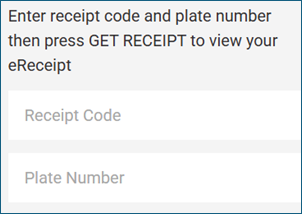 Enter receipt code and plate number
then press GET RECEIPT to view your
eReceipt
Receipt Code
Plate Number